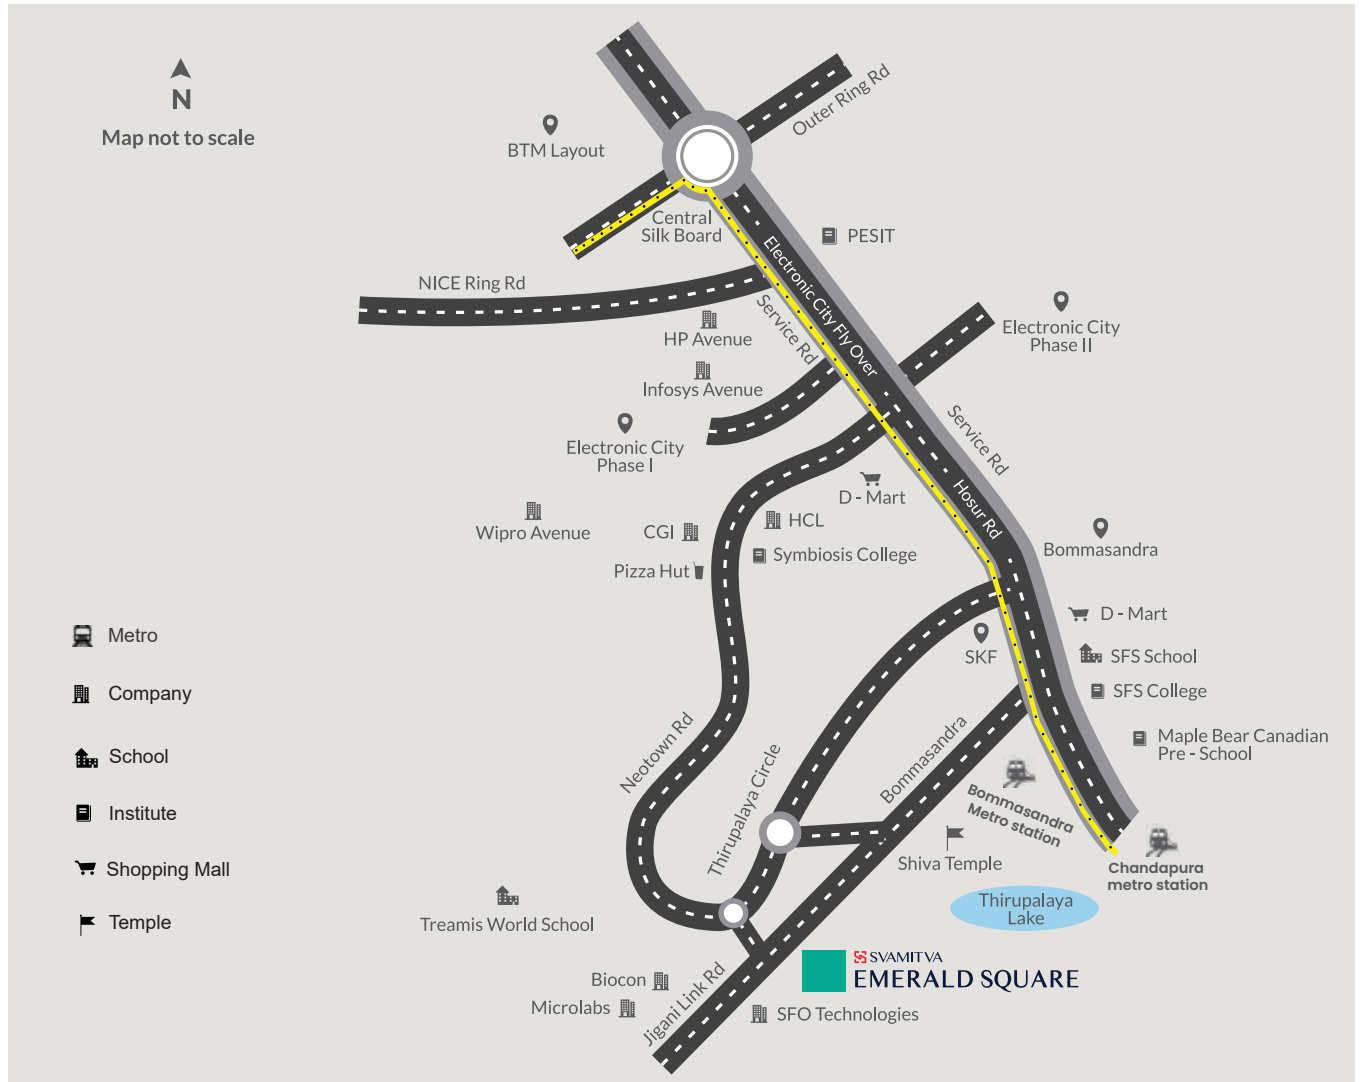 N
Map not to scale
BTM Layout
Outer Ring Rd
Central
Silk Board
PESIT
NICE Ring Rd
Electronic City Fly Over
Service Rd
HP Avenue
Infosys Avenue
Electronic City
Phase II
Electronic City
Phase I
Service Rd
D - Mart
Hosur Rd
Wipro Avenue
CGI
HCL
Symbiosis College
Pizza Hut
Bommasandra
D - Mart
SKF
SFS School
SFS College
Maple Bear Canadian
Pre - School
Metro
Company
School
Institute
Shopping Mall
Temple
Neotown Rd
Thirupalaya Circle
Bommasandra
Bommasandra
Metro station
Shiva Temple
Chandapura
metro station
Thirupalaya
Lake
Treamis World School
Biocon
Microlabs
Jigani Link Rd
SVAMITVA
EMERALD SQUARE
SFO Technologies